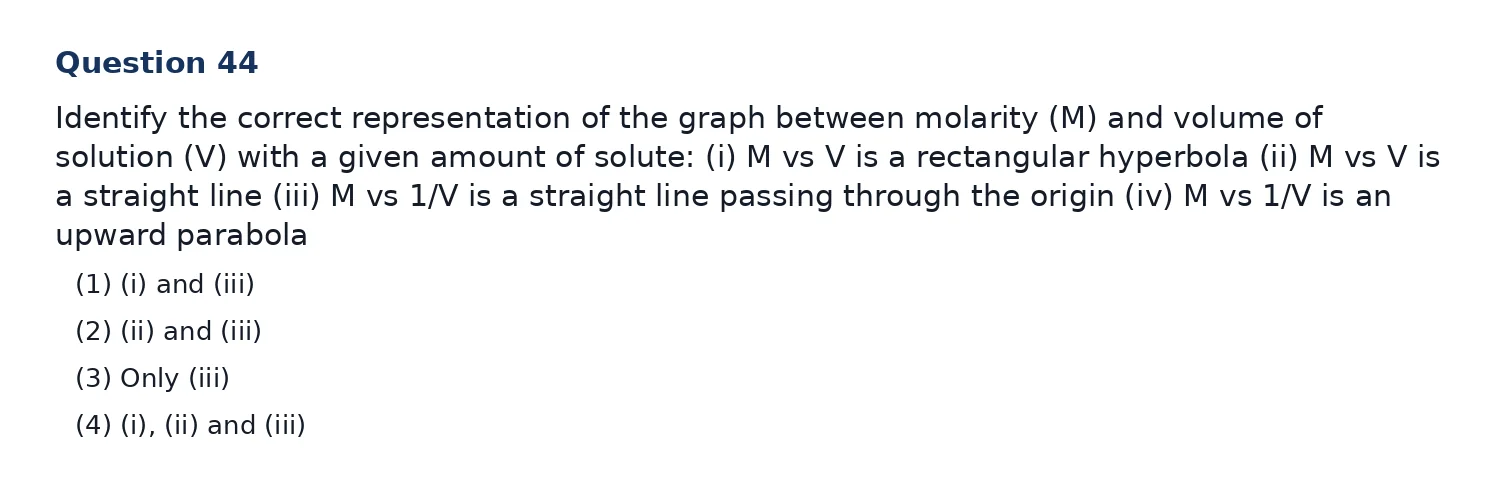 Question 44
Identify the correct representation of the graph between molarity (M) and volume of
solution (V) with a given amount of solute: (i) M vs V is a rectangular hyperbola (ii) M vs V is
a straight line (iii) M vs 1/V is a straight line passing through the origin (iv) M vs 1/V is an
upward parabola
(1) (i) and (iii)
(2) (ii) and (iii)
(3) Only (iii)
(4) (i), (ii) and (iii)